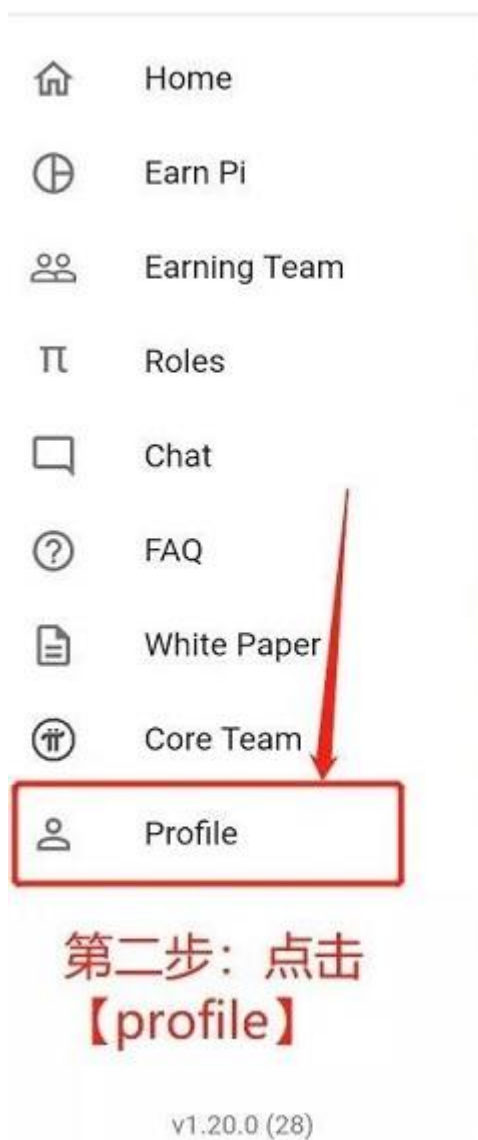 Home
Earn Pi
Earning Team
π Roles
Chat
FAQ
White Paper
Core Team
Profile
第二步：点击
【profile】
v1.20.0 (28)